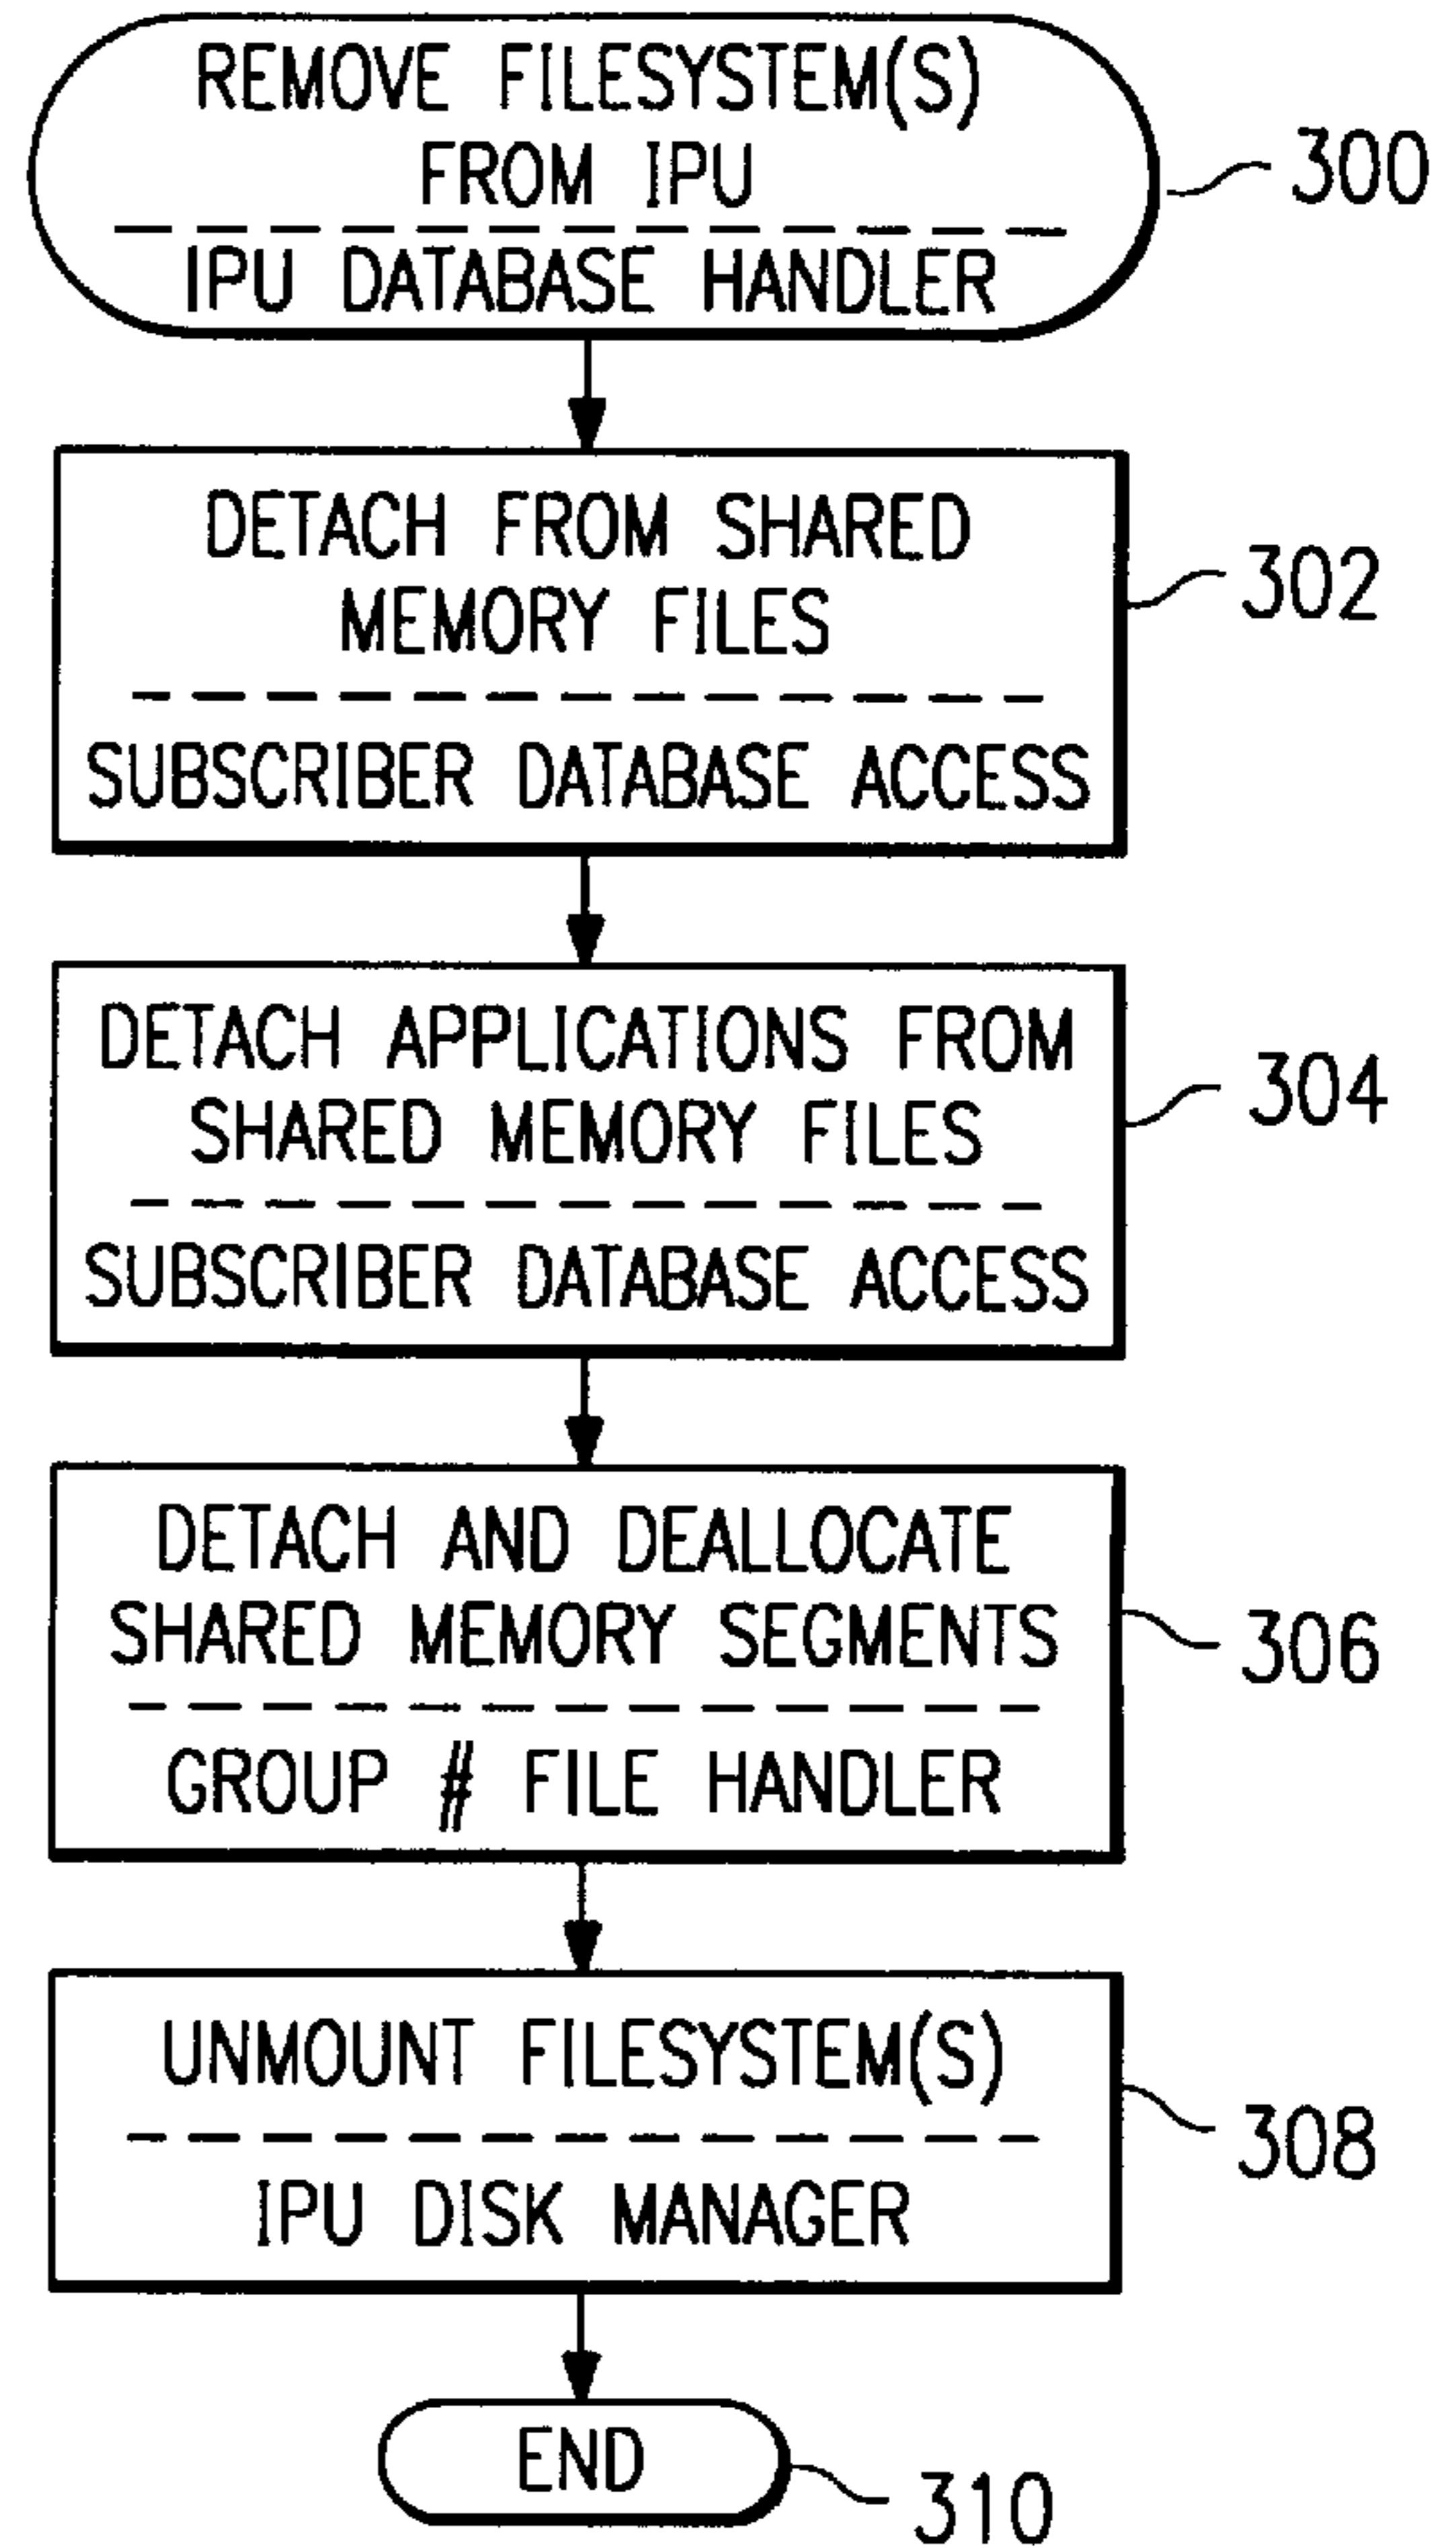 REMOVE FILESYSTEM(S)
FROM IPU
IPU DATABASE HANDLER
300
DETACH FROM SHARED
MEMORY FILES
SUBSCRIBER DATABASE ACCESS
302
DETACH APPLICATIONS FROM
SHARED MEMORY FILES
SUBSCRIBER DATABASE ACCESS
304
DETACH AND DEALLOCATE
SHARED MEMORY SEGMENTS
GROUP # FILE HANDLER
306
UNMOUNT FILESYSTEM(S)
IPU DISK MANAGER
308
END
310